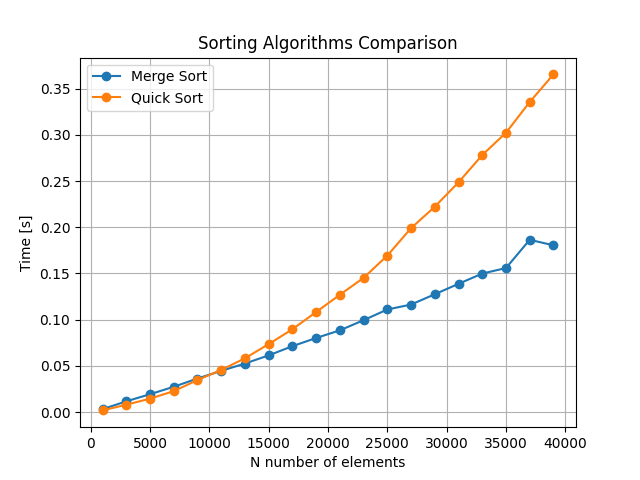 Sorting Algorithms Comparison
Merge Sort
Quick Sort
0.35
0.30
0.25
0.20
0.15
0.10
0.05
0.00
Time [s]
0 5000 10000 15000 20000 25000 30000 35000 40000
N number of elements